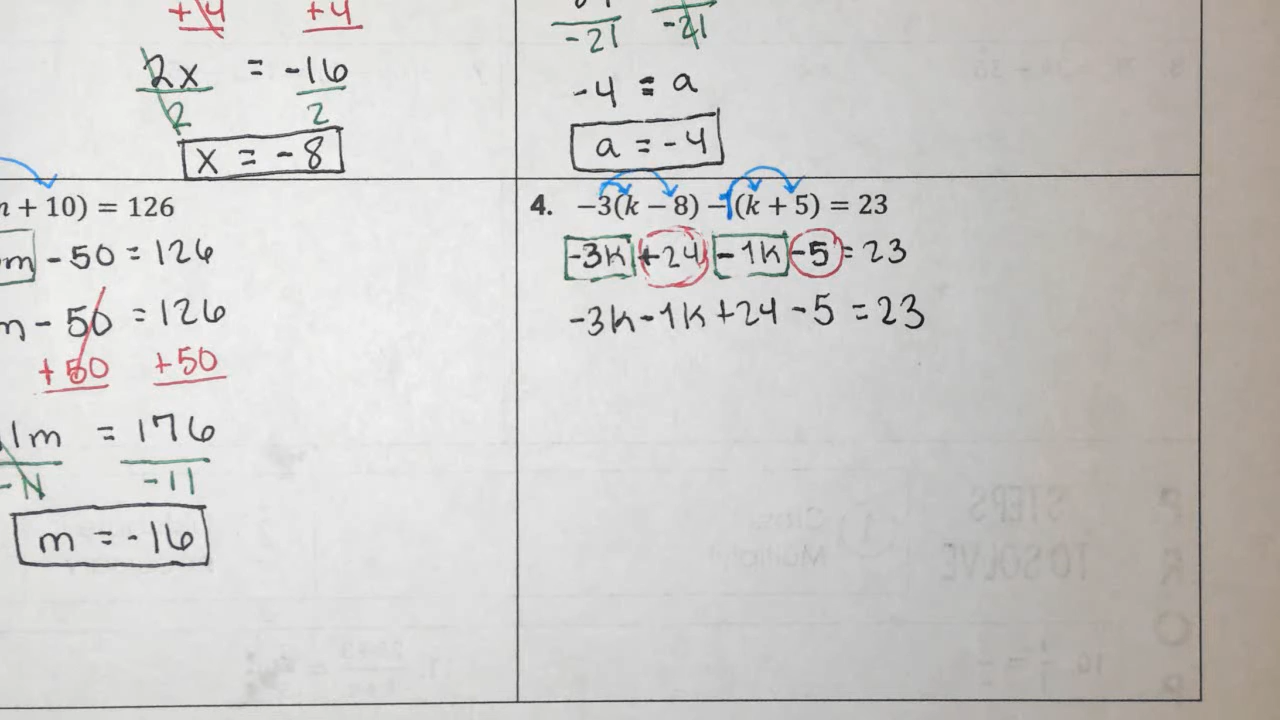 +4 +4
2x = -16
2 2
x = -8
-21 -21
-4 = a
a = -4
+ 10) = 126
m - 50 = 126
- 50 = 126
+50 +50
1m = 176
-11 -11
m = -16
4. −3(k − 8) − 1(k + 5) = 23
-3k +24 -1k -5 = 23
-3k - 1k + 24 - 5 = 23
STEPS
TO SOLVE